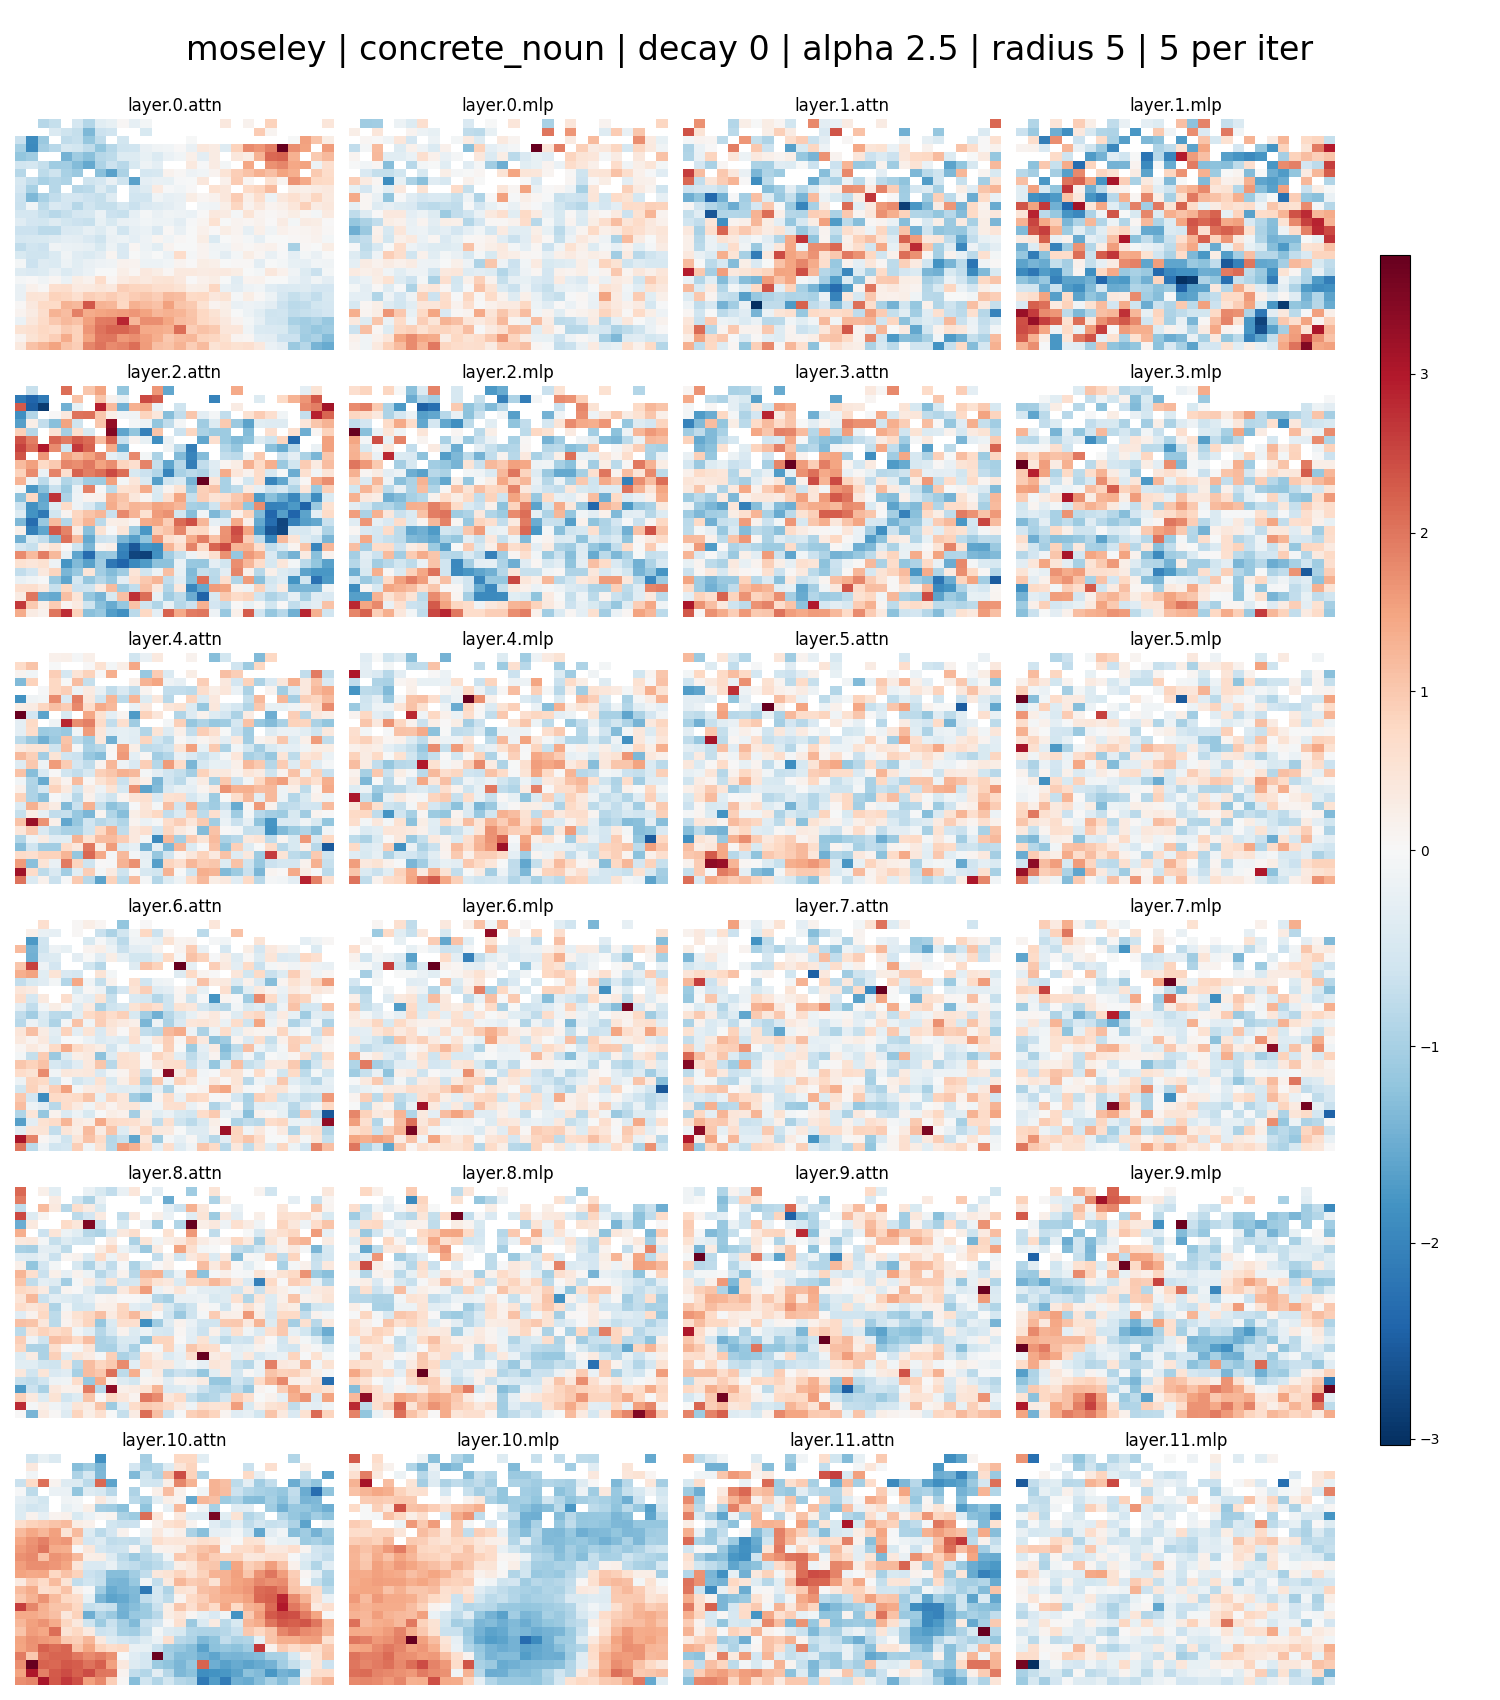 moseley | concrete_noun | decay 0 | alpha 2.5 | radius 5 | 5 per iter
layer.0.attn layer.0.mlp layer.1.attn layer.1.mlp
layer.2.attn layer.2.mlp layer.3.attn layer.3.mlp
layer.4.attn layer.4.mlp layer.5.attn layer.5.mlp
layer.6.attn layer.6.mlp layer.7.attn layer.7.mlp
layer.8.attn layer.8.mlp layer.9.attn layer.9.mlp
layer.10.attn layer.10.mlp layer.11.attn layer.11.mlp
3
2
1
0
−1
−2
−3